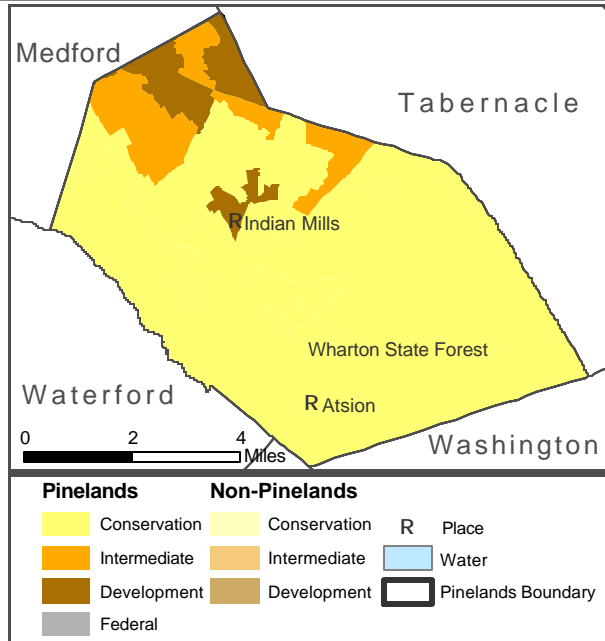 Medford
Tabernacle
R Indian Mills
Wharton State Forest
Waterford
R Atsion
Washington
0 2 4
Miles
Pinelands Non-Pinelands
Conservation Conservation R Place
Intermediate Intermediate Water
Development Development Pinelands Boundary
Federal